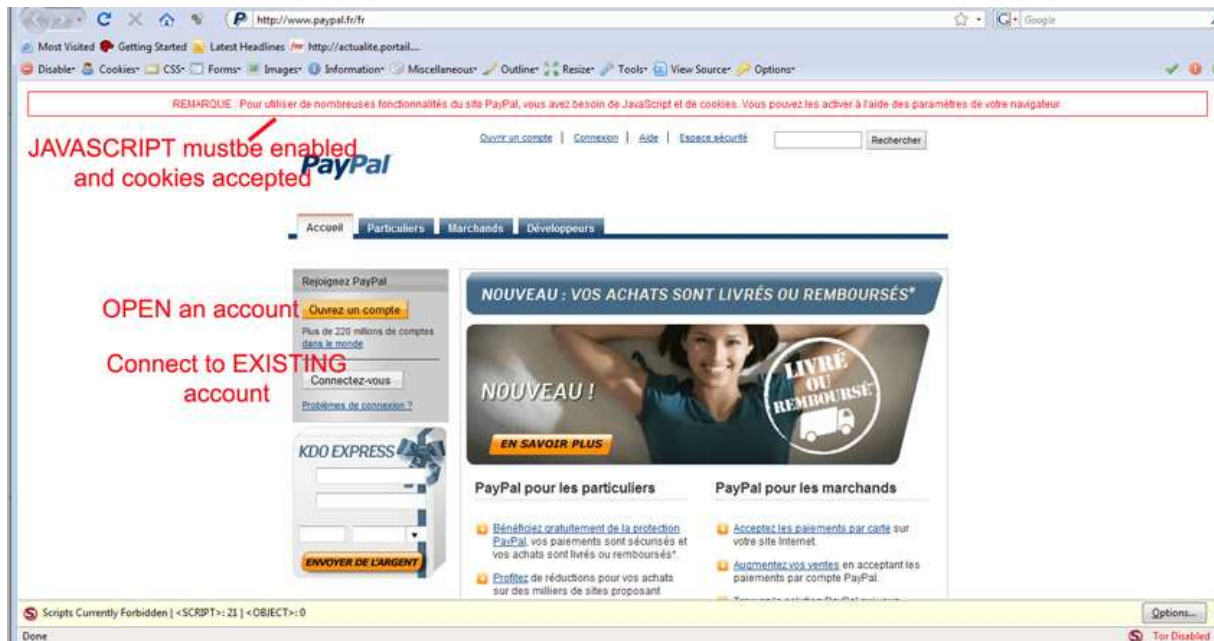 http://www.paypal.fr/fr
Google
Most Visited Getting Started Latest Headlines http://actualite.portail....
Disable Cookies CSS Forms Images Information Miscellaneous Outline Resize Tools View Source Options
REMARQUE : Pour utiliser de nombreuses fonctionnalités du site PayPal, vous avez besoin de JavaScript et de cookies. Vous pouvez les activer à l'aide des paramètres de votre navigateur.
JAVASCRIPT mustbe enabled
and cookies accepted
Ouvrir un compte | Connexion | Aide | Espace sécurité
Rechercher
PayPal
Accueil Particuliers Marchands Développeurs
Rejoignez PayPal
OPEN an account
Ouvrez un compte
Plus de 220 millions de comptes
dans le monde
Connect to EXISTING
account
Connectez-vous
Problèmes de connexion ?
KDO EXPRESS
ENVOYER DE L'ARGENT
NOUVEAU : VOS ACHATS SONT LIVRÉS OU REMBOURSÉS*
NOUVEAU !
LIVRÉ
OU
REMBOURSÉ*
EN SAVOIR PLUS
PayPal pour les particuliers
Bénéficiez gratuitement de la protection
PayPal, vos paiements sont sécurisés et
vos achats sont livrés ou remboursés*.
Profitez de réductions pour vos achats
sur des milliers de sites proposant
PayPal pour les marchands
Acceptez les paiements par carte sur
votre site Internet.
Augmentez vos ventes en acceptant les
paiements par compte PayPal.
Scripts Currently Forbidden | <SCRIPT>: 21 | <OBJECT>: 0
Options...
Done
Tor Disabled